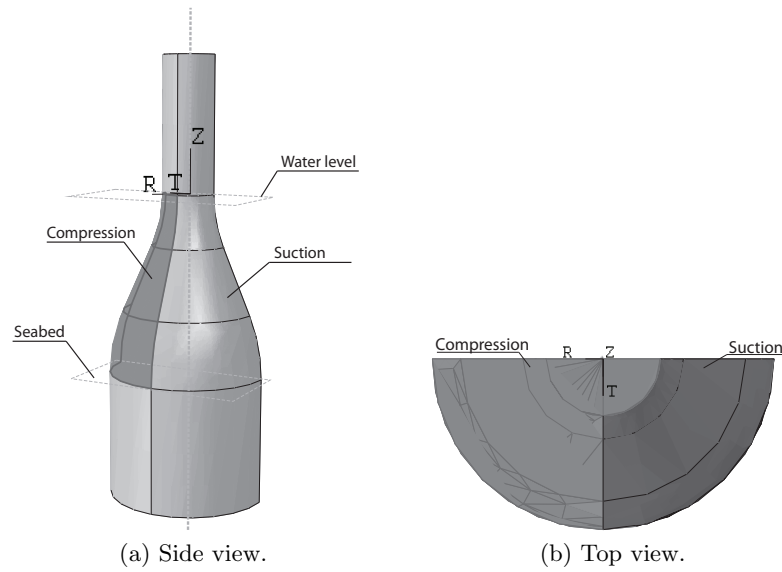 Z
Water level
R T
Compression
Suction
Seabed
(a) Side view.
Compression
R
Z
Suction
T
(b) Top view.